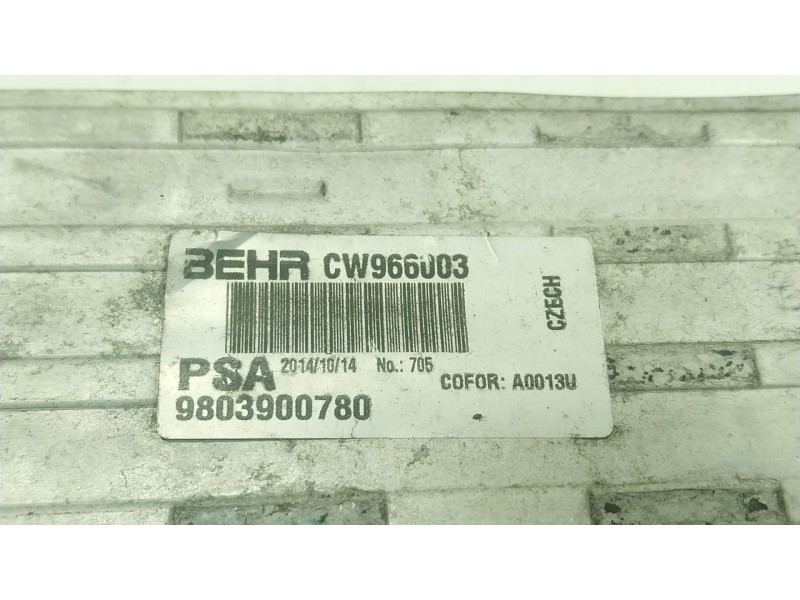 BEHR CW966003
CZECH
PSA 2014/10/14 No.: 705
COFOR: A0013U
9803900780